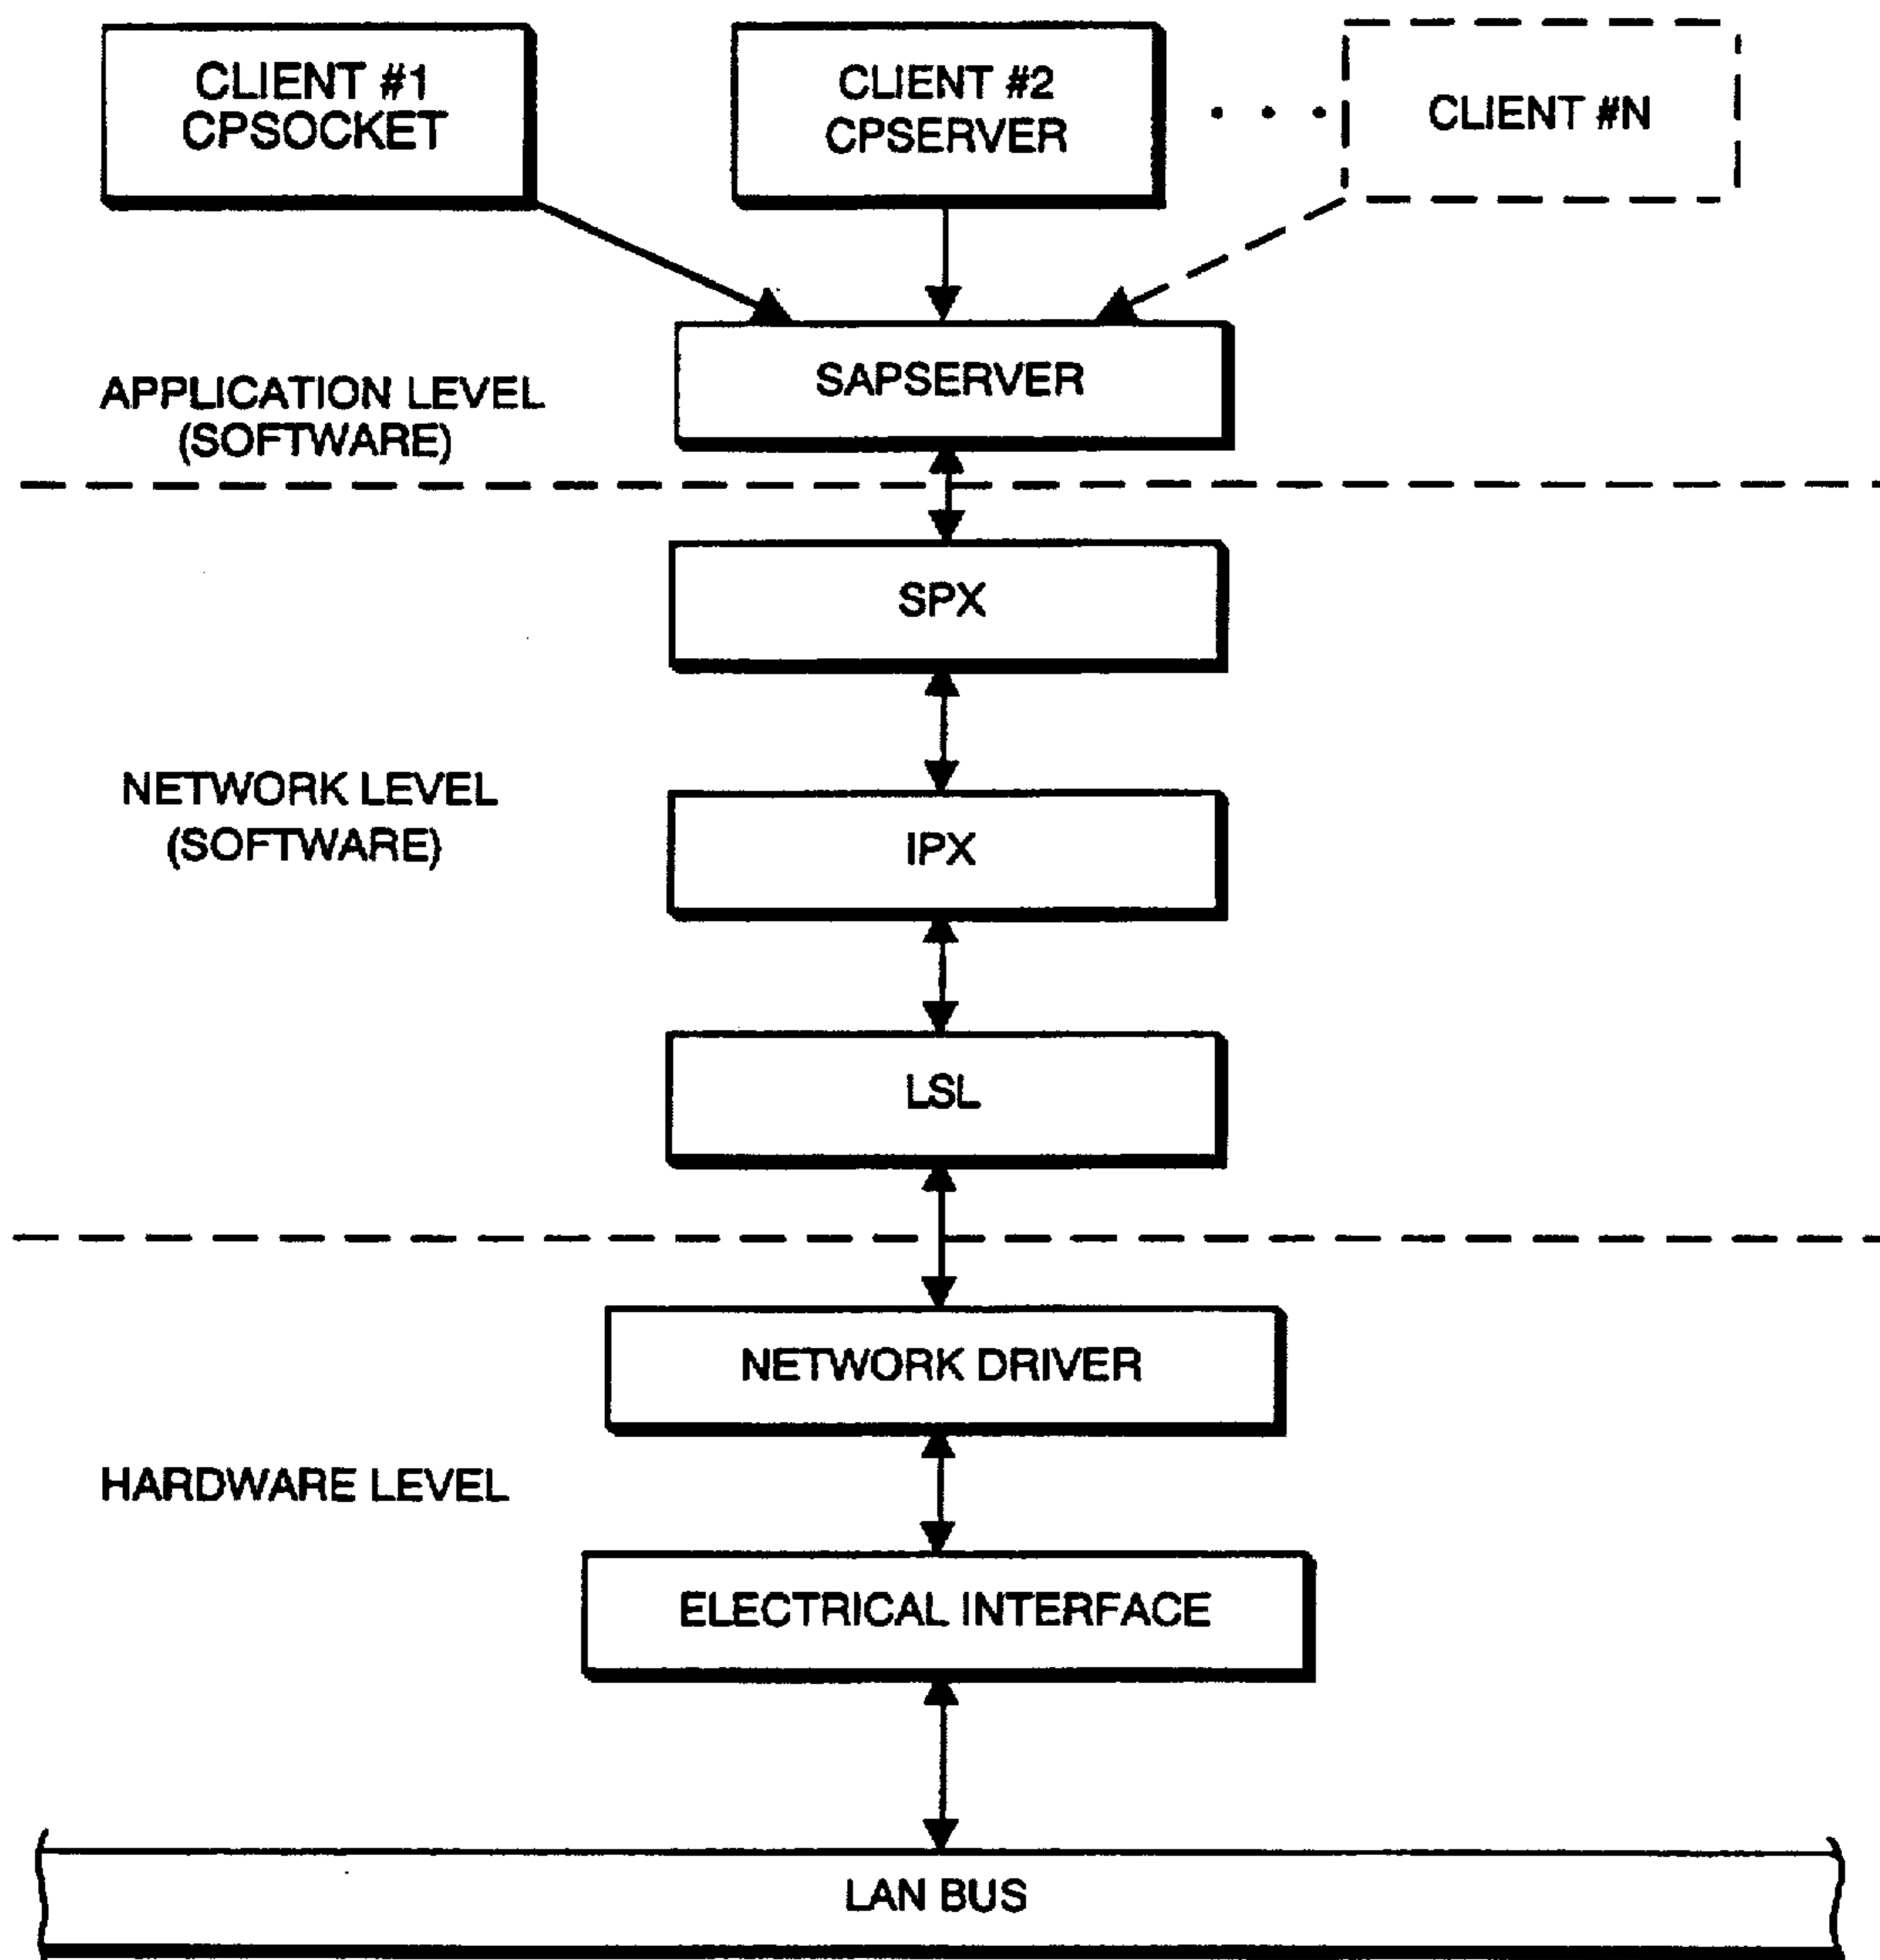 CLIENT #1
CPSOCKET
CLIENT #2
CPSERVER
CLIENT #N
SAPSERVER
APPLICATION LEVEL
(SOFTWARE)
SPX
NETWORK LEVEL
(SOFTWARE)
IPX
LSL
NETWORK DRIVER
HARDWARE LEVEL
ELECTRICAL INTERFACE
LAN BUS